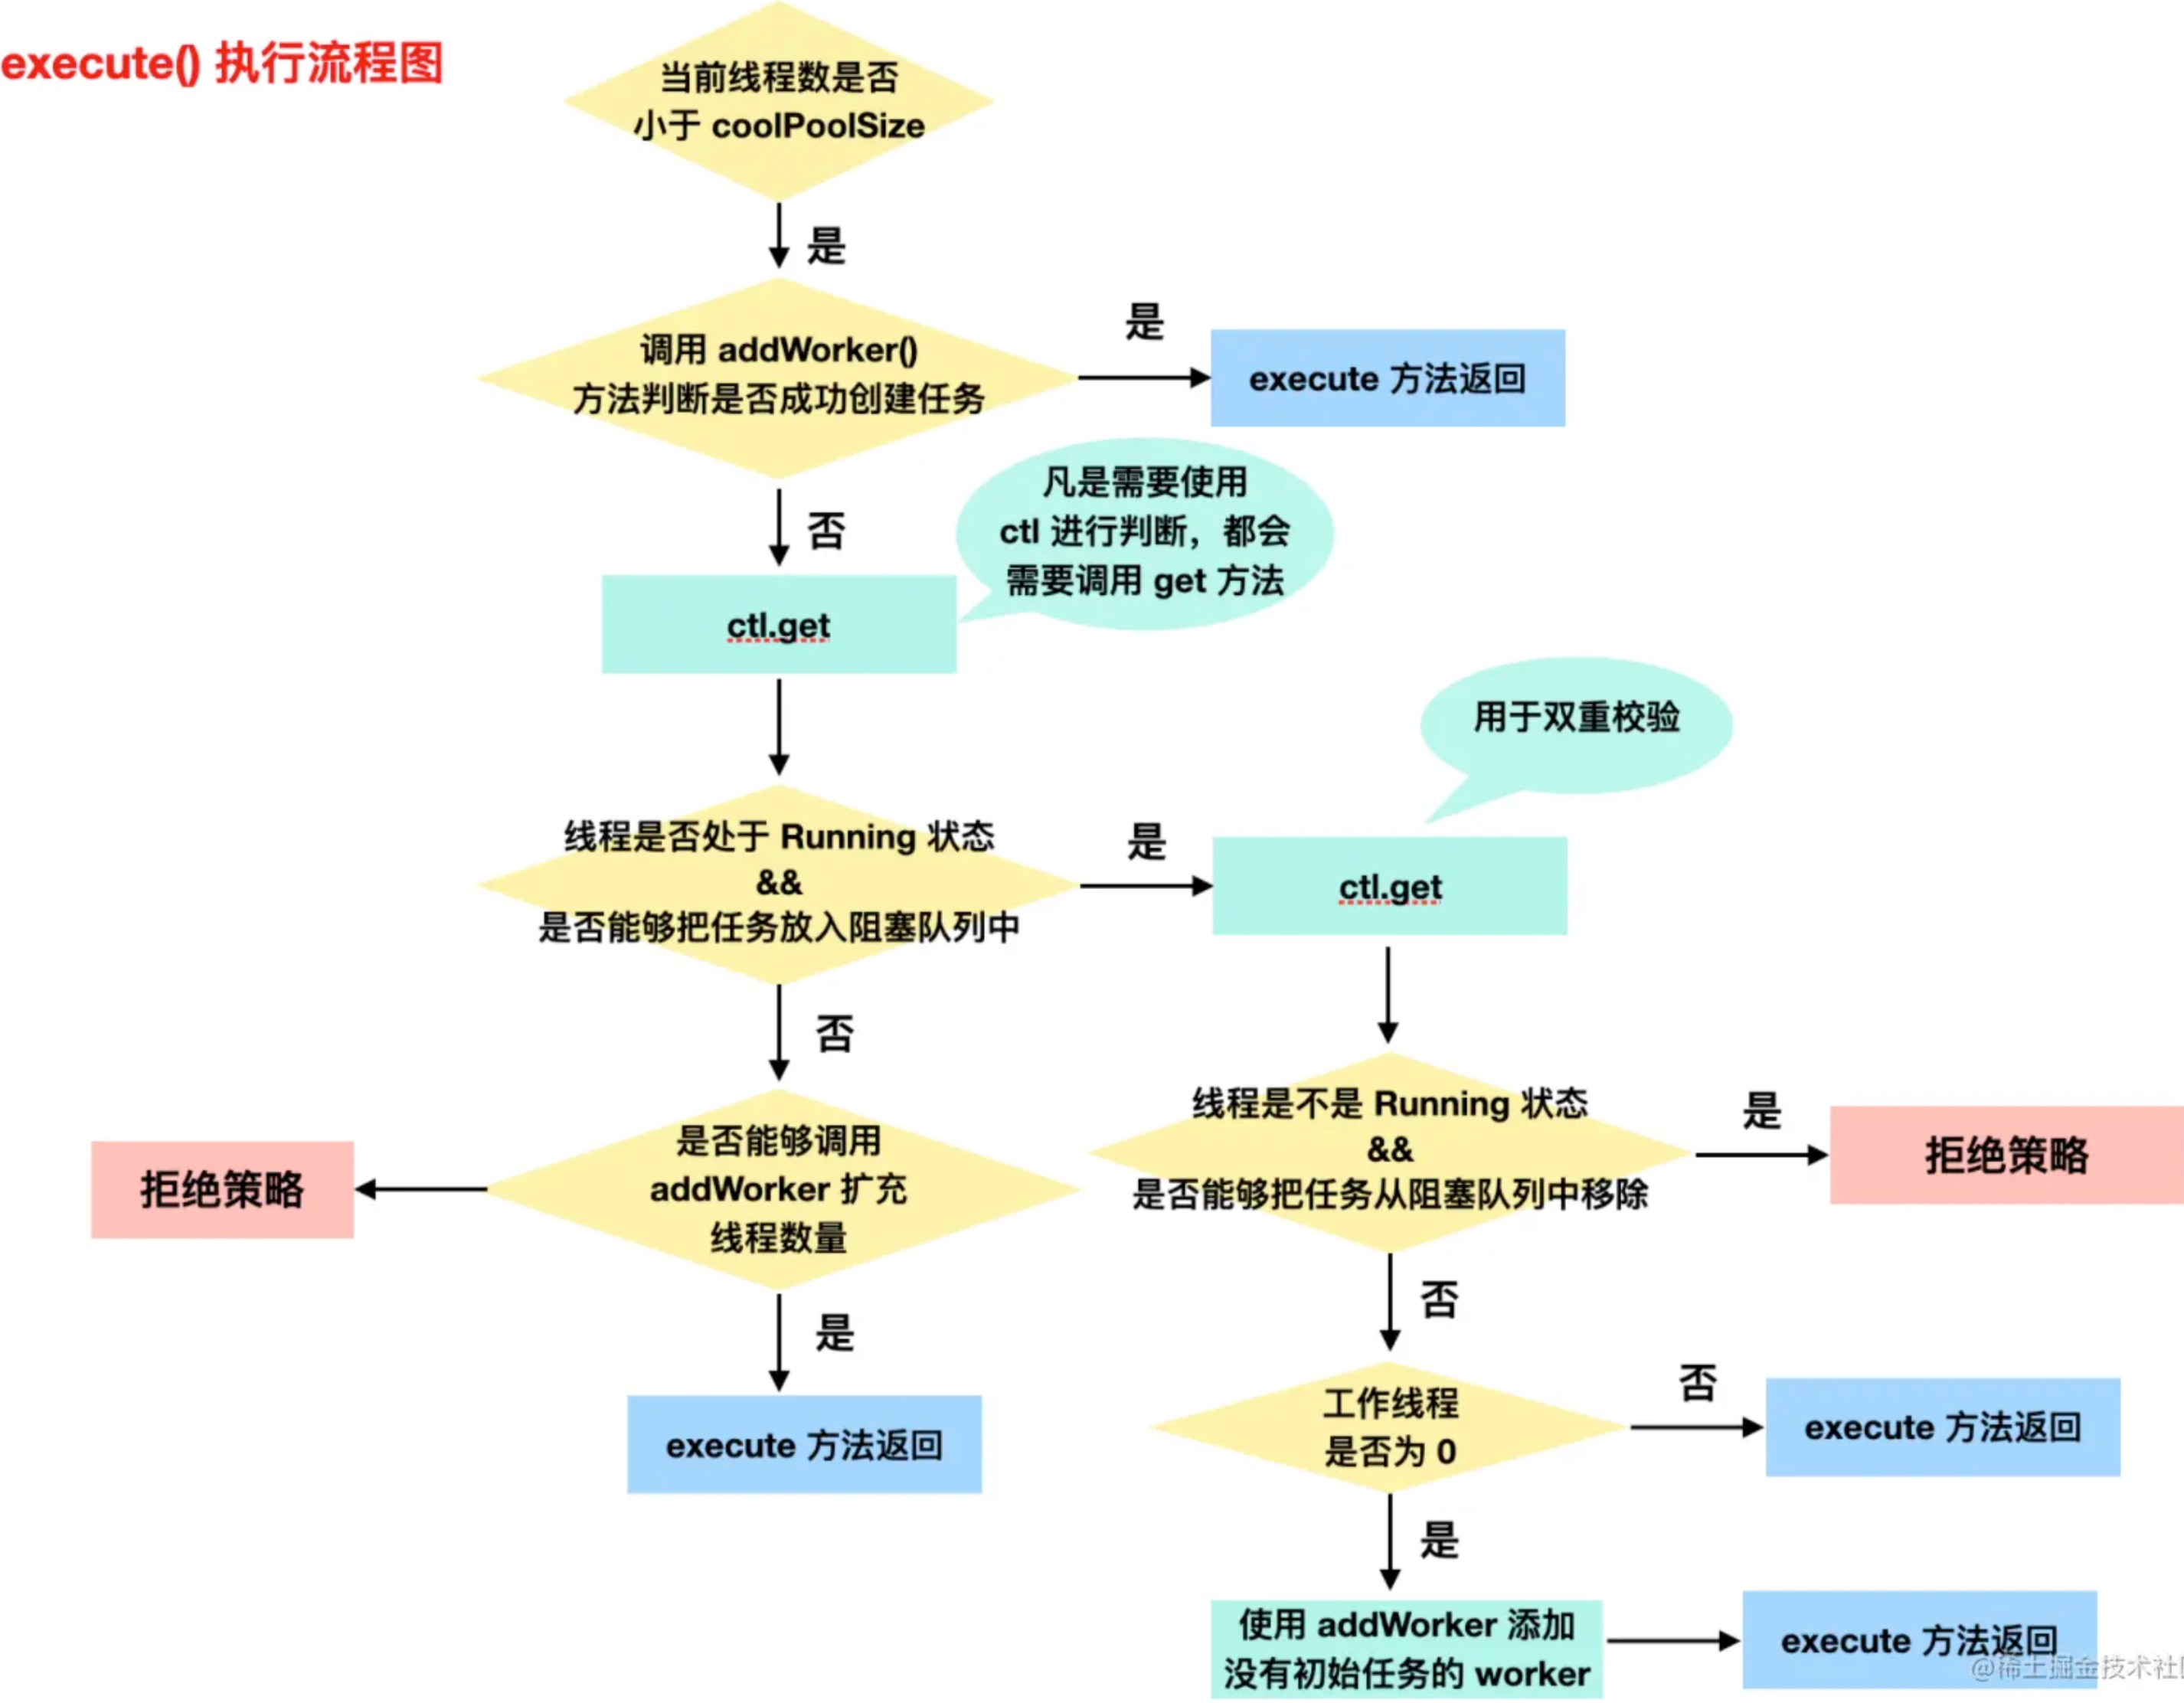 execute() 执行流程图
当前线程数是否
小于 coolPoolSize
是
调用 addWorker()
方法判断是否成功创建任务
是
execute 方法返回
否
凡是需要使用
ctl 进行判断，都会
需要调用 get 方法
ctl.get
用于双重校验
线程是否处于 Running 状态
&&
是否能够把任务放入阻塞队列中
是
ctl.get
否
线程是不是 Running 状态
&&
是否能够把任务从阻塞队列中移除
是
拒绝策略
是否能够调用
addWorker 扩充
线程数量
拒绝策略
否
是
工作线程
是否为 0
否
execute 方法返回
execute 方法返回
是
使用 addWorker 添加
没有初始任务的 worker
execute 方法返回
@稀土掘金技术社